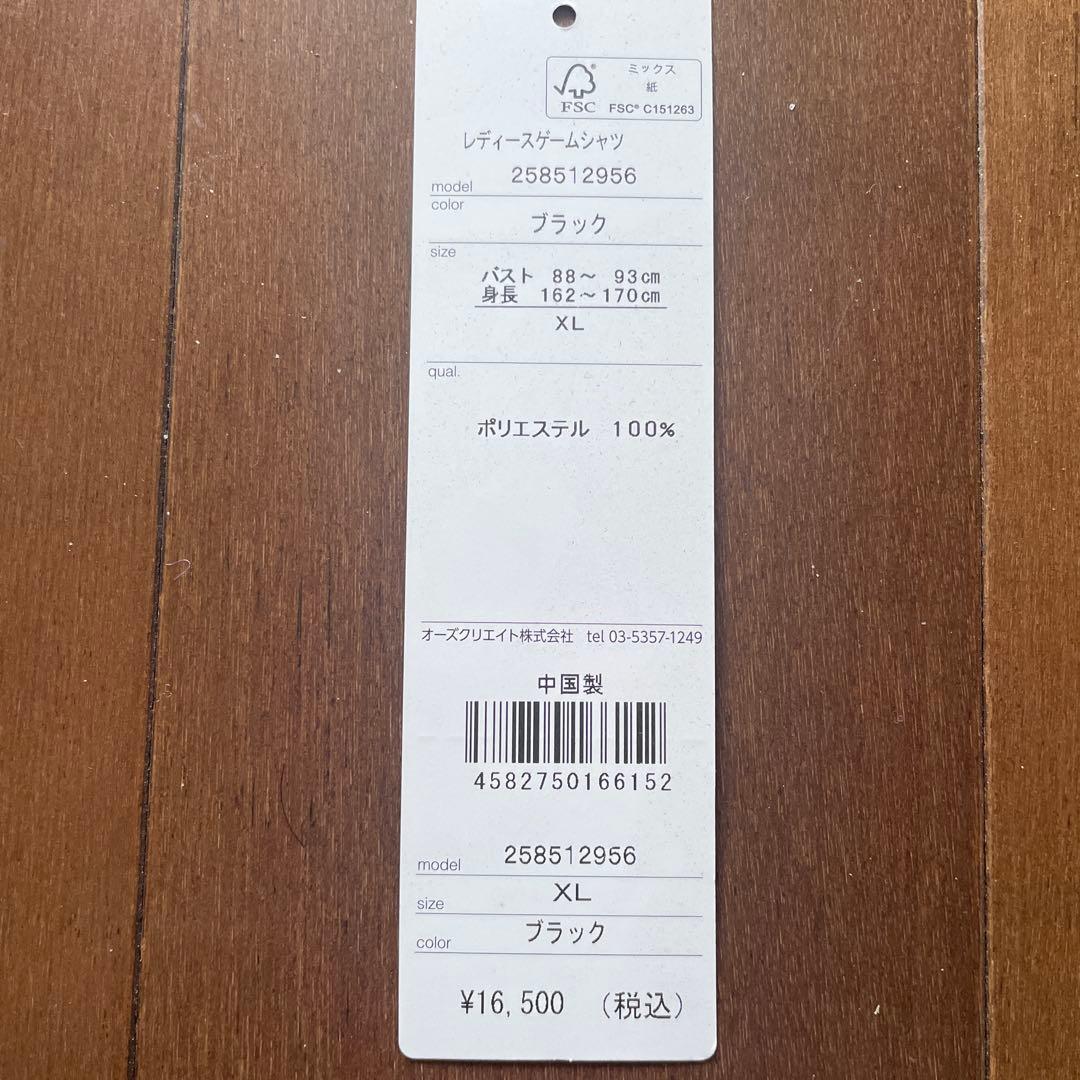 ミックス
紙
FSC
FSC® C151263
レディースゲームシャツ
model 258512956
color
ブラック
size
バスト 88～ 93cm
身長 162～170cm
XL
qual.
ポリエステル 100%
オーズクリエイト株式会社 tel 03-5357-1249
中国製
4582750166152
model 258512956
size XL
color ブラック
¥16,500 (税込)